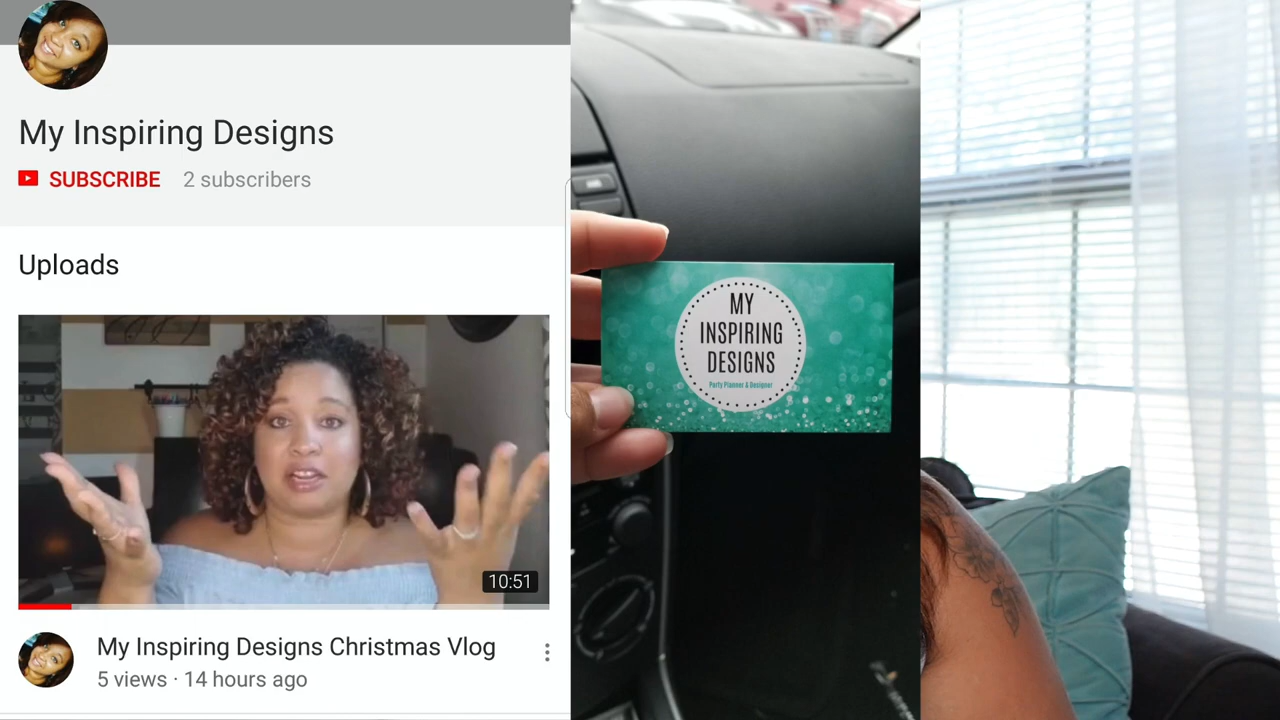 My Inspiring Designs
SUBSCRIBE 2 subscribers
Uploads
10:51
My Inspiring Designs Christmas Vlog
5 views · 14 hours ago
MY
INSPIRING
DESIGNS
Party Planner & Designer